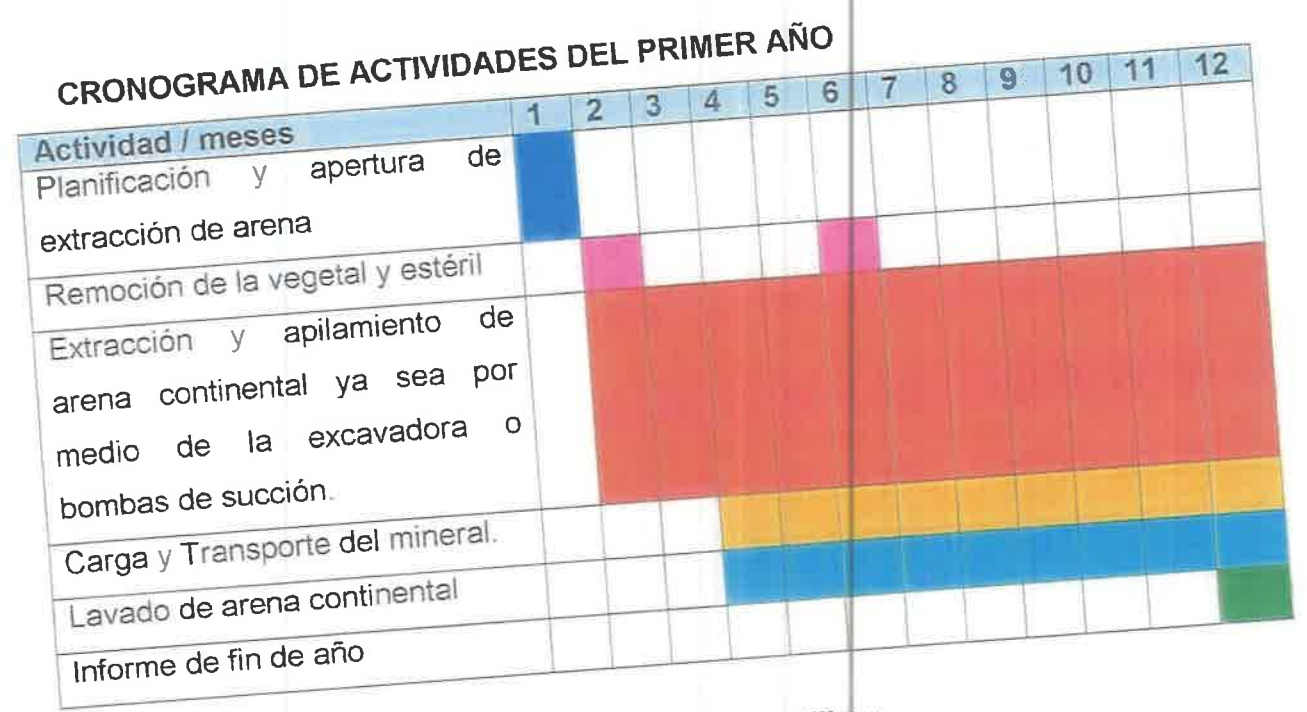 CRONOGRAMA DE ACTIVIDADES DEL PRIMER AÑO
Actividad / meses 1 2 3 4 5 6 7 8 9 10 11 12
Planificación y apertura de
extracción de arena
Remoción de la vegetal y estéril
Extracción y apilamiento de
arena continental ya sea por
medio de la excavadora o
bombas de succión.
Carga y Transporte del mineral.
Lavado de arena continental
Informe de fin de año